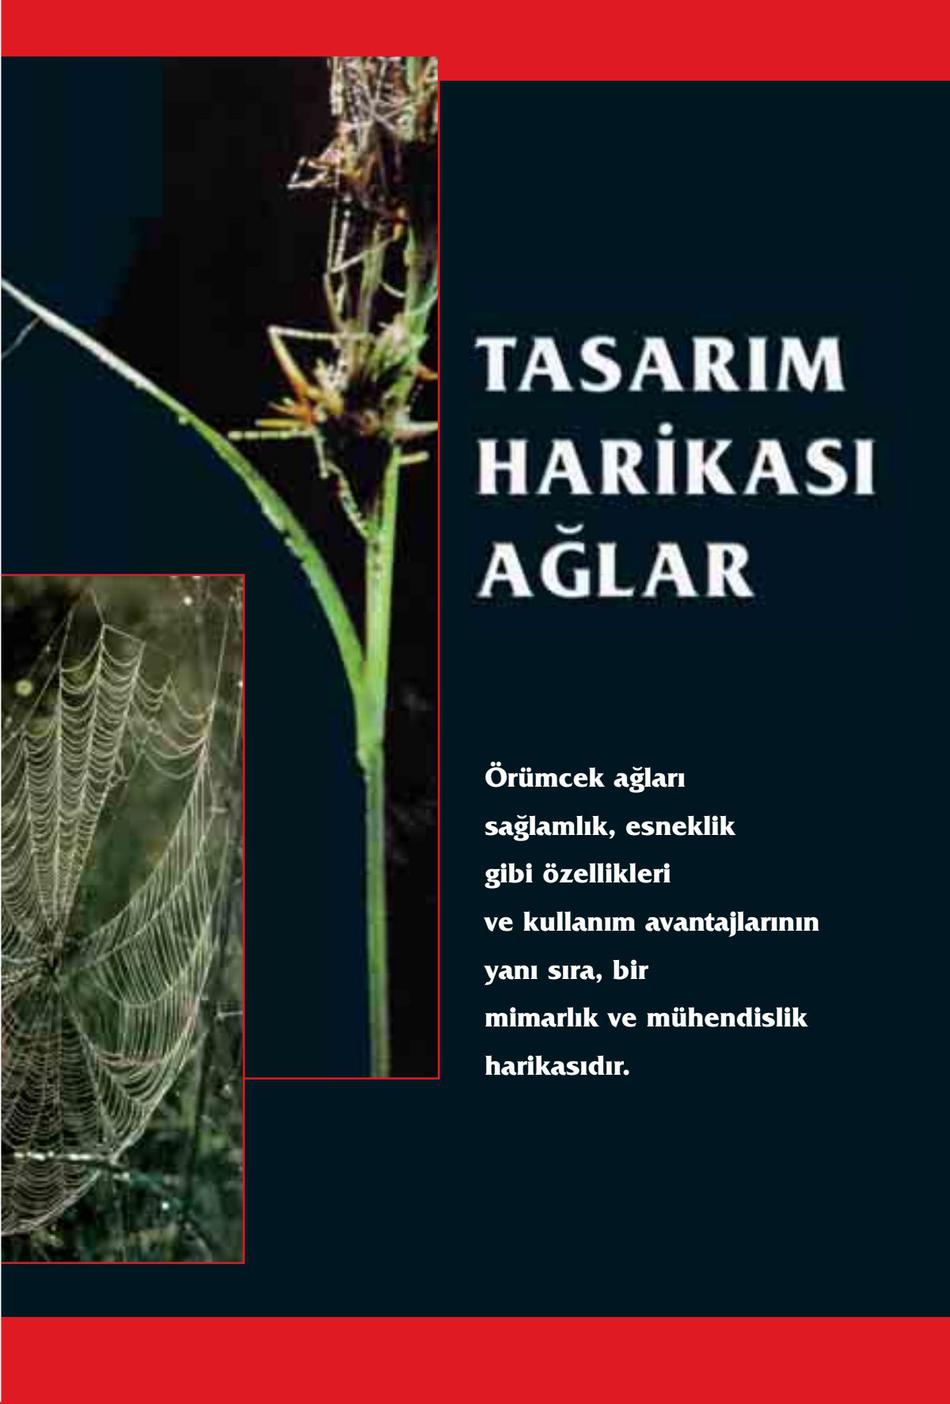 TASARIM
HARİKASI
AĞLAR
Örümcek ağları
sağlamlık, esneklik
gibi özellikleri
ve kullanım avantajlarının
yanı sıra, bir
mimarlık ve mühendislik
harikasıdır.